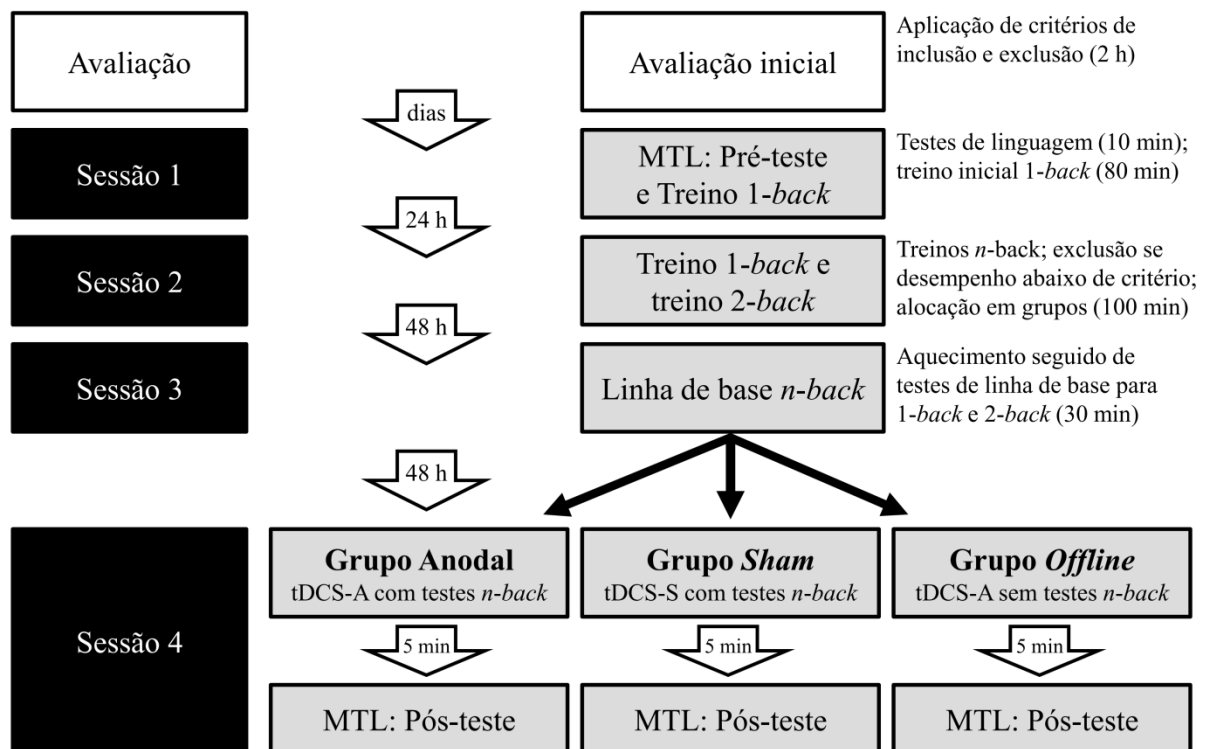 Avaliação
Avaliação inicial
Aplicação de critérios de
inclusão e exclusão (2 h)
dias
Sessão 1
MTL: Pré-teste
e Treino 1-back
Testes de linguagem (10 min);
treino inicial 1-back (80 min)
24 h
Sessão 2
Treino 1-back e
treino 2-back
Treinos n-back; exclusão se
desempenho abaixo de critério;
alocação em grupos (100 min)
48 h
Sessão 3
Linha de base n-back
Aquecimento seguido de
testes de linha de base para
1-back e 2-back (30 min)
48 h
Sessão 4
Grupo Anodal
tDCS-A com testes n-back
Grupo Sham
tDCS-S com testes n-back
Grupo Offline
tDCS-A sem testes n-back
5 min
5 min
5 min
MTL: Pós-teste
MTL: Pós-teste
MTL: Pós-teste